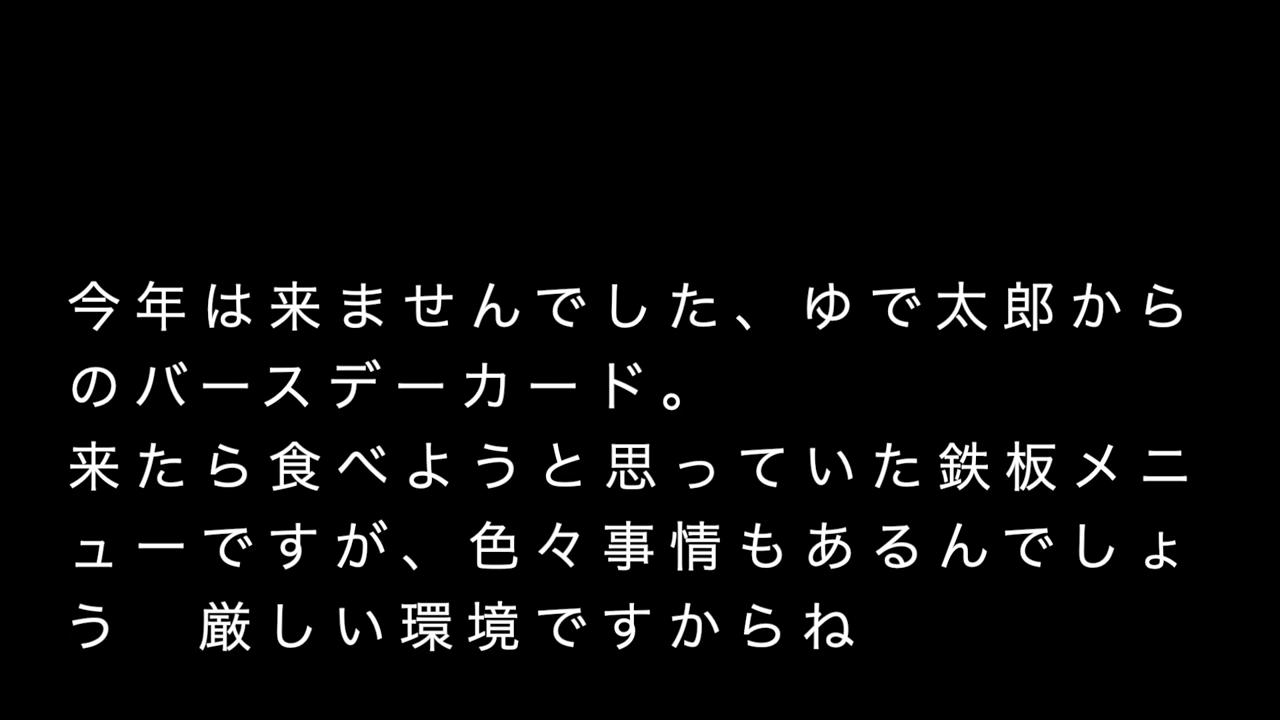 今年は来ませんでした、ゆで太郎から
のバースデーカード。
来たら食べようと思っていた鉄板メニ
ューですが、色々事情もあるんでしょ
う　厳しい環境ですからね